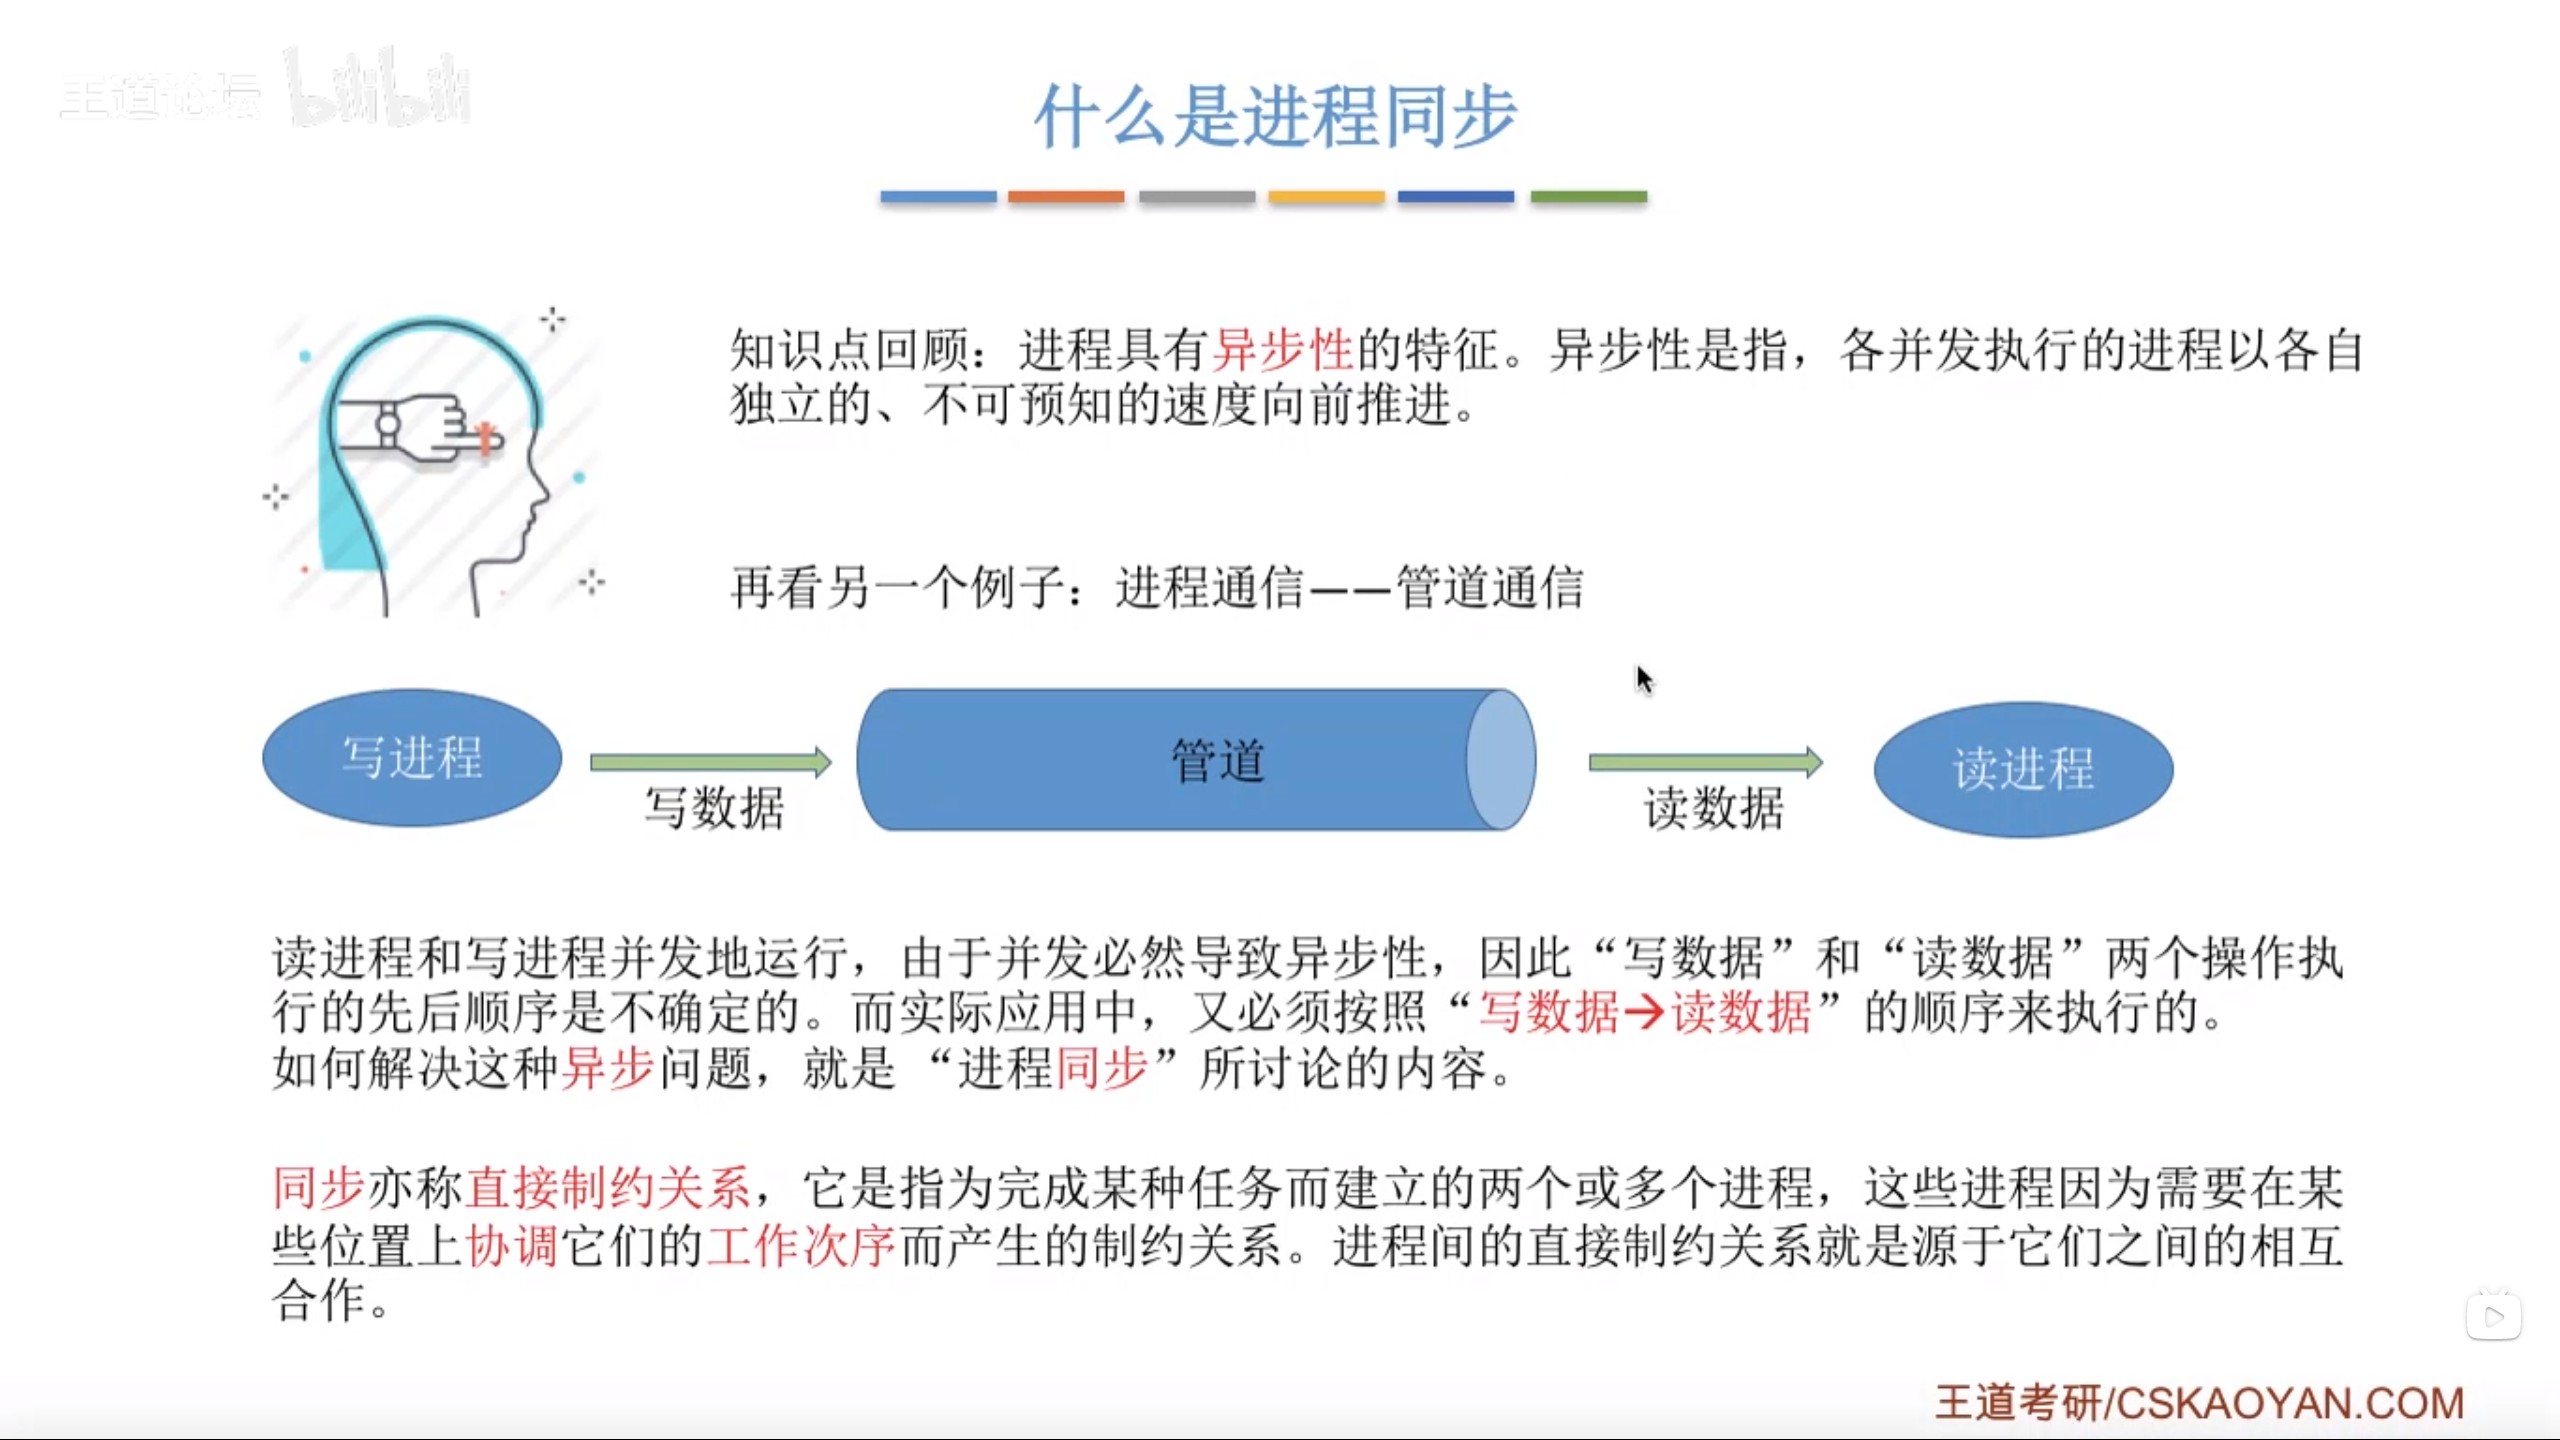 王道论坛 bilibili
什么是进程同步
知识点回顾：进程具有异步性的特征。异步性是指，各并发执行的进程以各自
独立的、不可预知的速度向前推进。
再看另一个例子：进程通信——管道通信
写进程
写数据
管道
读数据
读进程
读进程和写进程并发地运行，由于并发必然导致异步性，因此“写数据”和“读数据”两个操作执
行的先后顺序是不确定的。而实际应用中，又必须按照“写数据→读数据”的顺序来执行的。
如何解决这种异步问题，就是“进程同步”所讨论的内容。
同步亦称直接制约关系，它是指为完成某种任务而建立的两个或多个进程，这些进程因为需要在某
些位置上协调它们的工作次序而产生的制约关系。进程间的直接制约关系就是源于它们之间的相互
合作。
王道考研/CSKAOYAN.COM